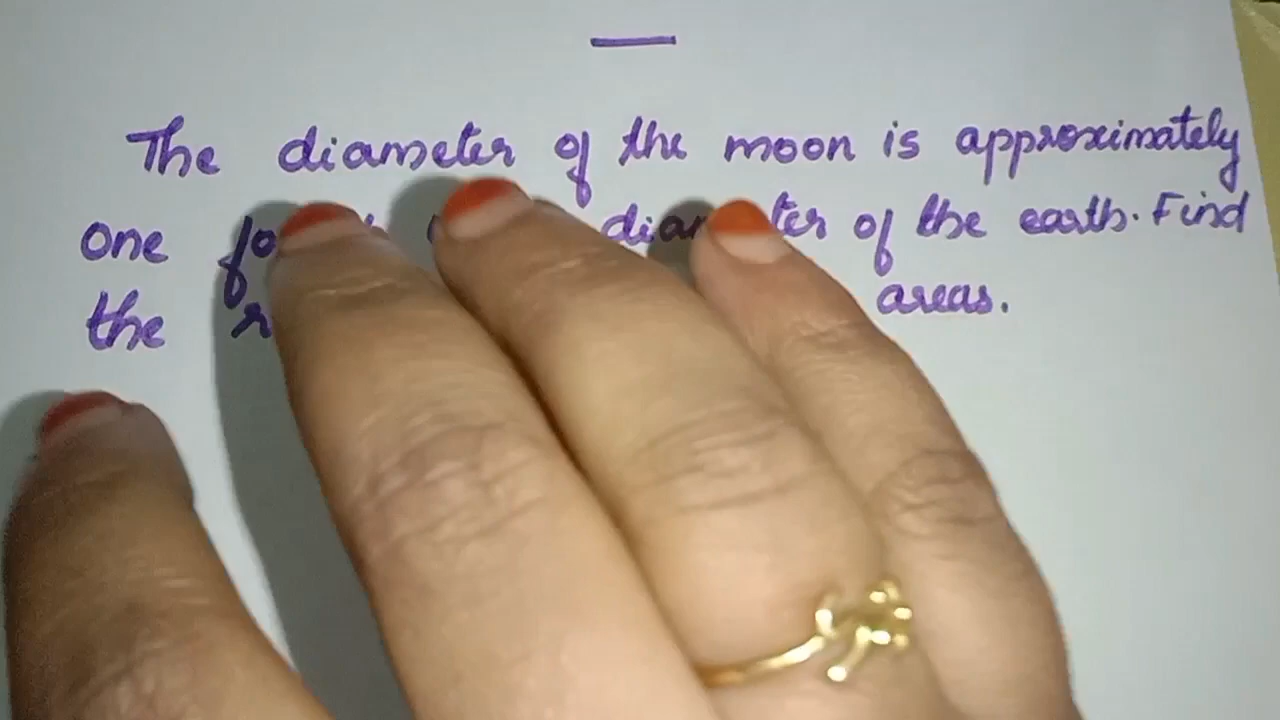 The diameter of the moon is approximately
one diameter of the earth. Find
the areas.